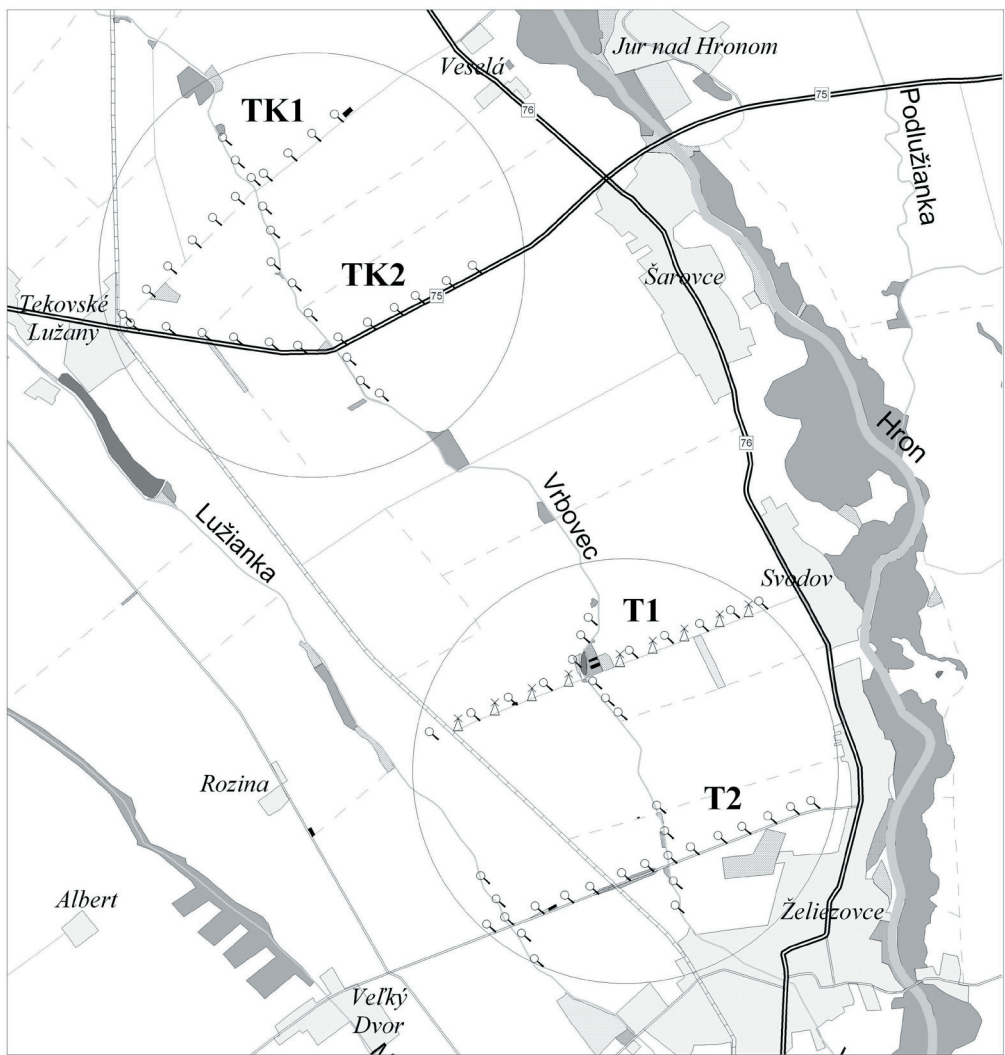 Jur nad Hronom
Veselá
TK1
76
75
Podlužianka
TK2
Šarovce
75
Tekovské
Lužany
Hron
76
Vrbovec
Lužianka
Svodov
T1
Rozina
T2
Albert
Želiezovce
Veľký
Dvor